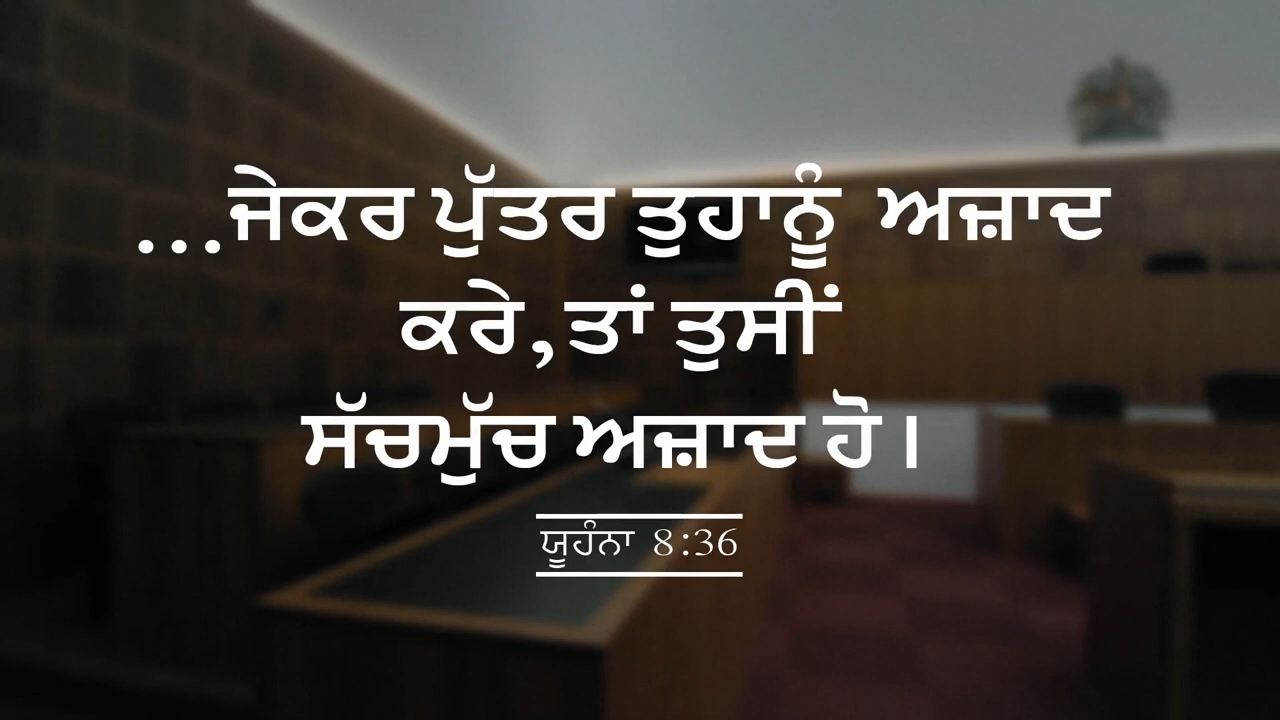 ...ਜੇਕਰ ਪੁੱਤਰ ਤੁਹਾਨੂੰ ਅਜ਼ਾਦ
ਕਰੇ,ਤਾਂ ਤੁਸੀਂ
ਸੱਚਮੁੱਚ ਅਜ਼ਾਦ ਹੋ।
ਯੂਹੰਨਾ 8:36